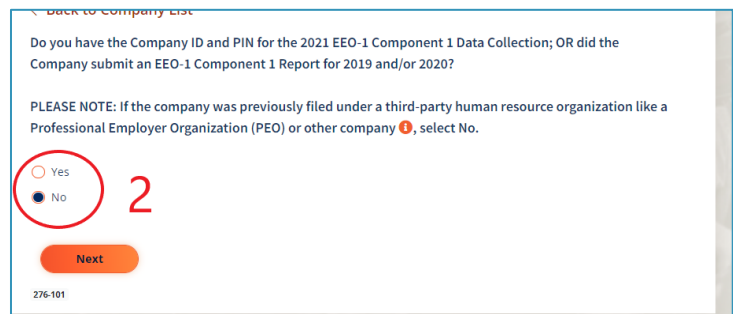 Back to Company List
Do you have the Company ID and PIN for the 2021 EEO-1 Component 1 Data Collection; OR did the
Company submit an EEO-1 Component 1 Report for 2019 and/or 2020?
PLEASE NOTE: If the company was previously filed under a third-party human resource organization like a
Professional Employer Organization (PEO) or other company i, select No.
Yes
No
2
Next
276-101